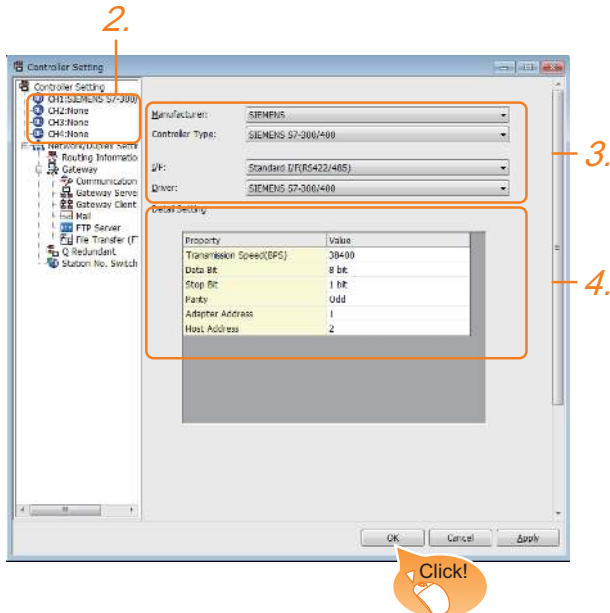 2.
Controller Setting
Controller Setting
CH1:SIEMENS S7-300/
CH2:None
CH3:None
CH4:None
Network/Duplex Setti
Routing Informatio
Gateway
Communication
Gateway Serve
Gateway Client
Mail
FTP Server
File Transfer (F
Q Redundant
Station No. Switch
Manufacturer: SIEMENS
Controller Type: SIEMENS S7-300/400
I/F: Standard I/F(RS422/485)
Driver: SIEMENS S7-300/400
3.
Detail Setting
Property Value
Transmission Speed(BPS) 38400
Data Bit 8 bit
Stop Bit 1 bit
Parity Odd
Adapter Address 1
Host Address 2
4.
OK Cancel Apply
Click!